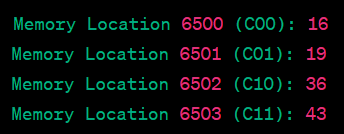 Memory Location 6500 (C00): 16
Memory Location 6501 (C01): 19
Memory Location 6502 (C10): 36
Memory Location 6503 (C11): 43